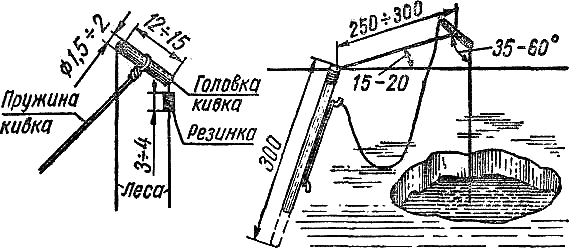 ϕ1,5÷2
12÷15
Головка
кивка
Пружина
кивка
Резинка
3÷4
Леса
250÷300
35-60°
15-20
300